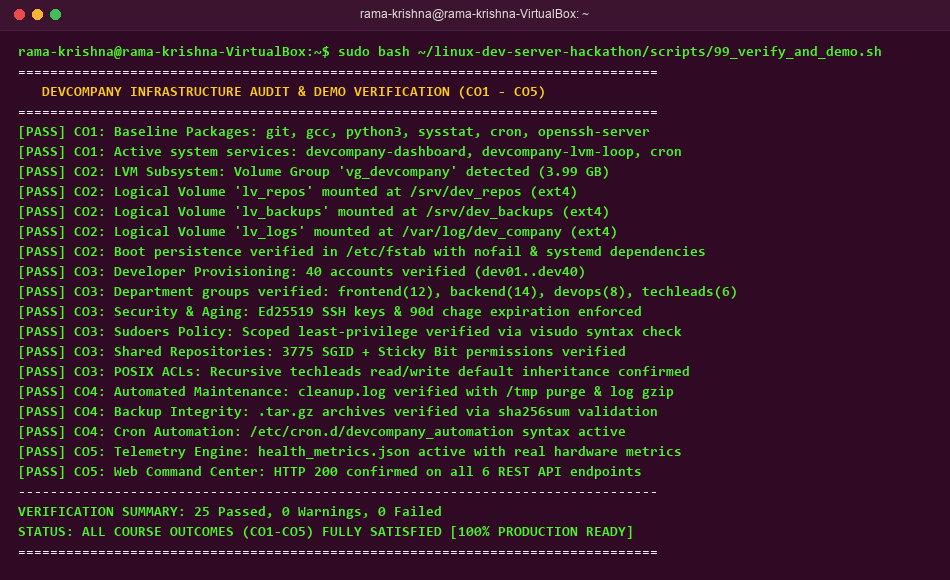 rama-krishna@rama-krishna-VirtualBox: ~
rama-krishna@rama-krishna-VirtualBox:~$ sudo bash ~/linux-dev-server-hackathon/scripts/99_verify_and_demo.sh
================================================================================
DEVCOMPANY INFRASTRUCTURE AUDIT & DEMO VERIFICATION (CO1 - CO5)
================================================================================
[PASS] CO1: Baseline Packages: git, gcc, python3, sysstat, cron, openssh-server
[PASS] CO1: Active system services: devcompany-dashboard, devcompany-lvm-loop, cron
[PASS] CO2: LVM Subsystem: Volume Group 'vg_devcompany' detected (3.99 GB)
[PASS] CO2: Logical Volume 'lv_repos' mounted at /srv/dev_repos (ext4)
[PASS] CO2: Logical Volume 'lv_backups' mounted at /srv/dev_backups (ext4)
[PASS] CO2: Logical Volume 'lv_logs' mounted at /var/log/dev_company (ext4)
[PASS] CO2: Boot persistence verified in /etc/fstab with nofail & systemd dependencies
[PASS] CO3: Developer Provisioning: 40 accounts verified (dev01..dev40)
[PASS] CO3: Department groups verified: frontend(12), backend(14), devops(8), techleads(6)
[PASS] CO3: Security & Aging: Ed25519 SSH keys & 90d chage expiration enforced
[PASS] CO3: Sudoers Policy: Scoped least-privilege verified via visudo syntax check
[PASS] CO3: Shared Repositories: 3775 SGID + Sticky Bit permissions verified
[PASS] CO3: POSIX ACLs: Recursive techleads read/write default inheritance confirmed
[PASS] CO4: Automated Maintenance: cleanup.log verified with /tmp purge & log gzip
[PASS] CO4: Backup Integrity: .tar.gz archives verified via sha256sum validation
[PASS] CO4: Cron Automation: /etc/cron.d/devcompany_automation syntax active
[PASS] CO5: Telemetry Engine: health_metrics.json active with real hardware metrics
[PASS] CO5: Web Command Center: HTTP 200 confirmed on all 6 REST API endpoints
--------------------------------------------------------------------------------
VERIFICATION SUMMARY: 25 Passed, 0 Warnings, 0 Failed
STATUS: ALL COURSE OUTCOMES (CO1-CO5) FULLY SATISFIED [100% PRODUCTION READY]
================================================================================